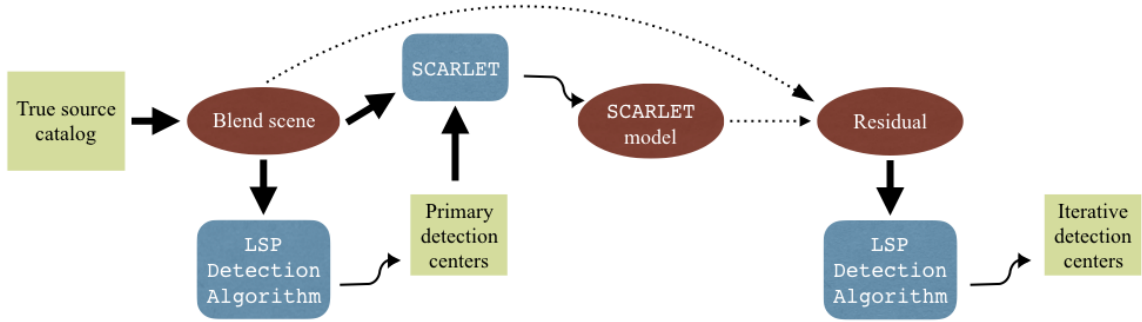 True source
catalog
Blend scene
SCARLET
SCARLET
model
Residual
LSP
Detection
Algorithm
Primary
detection
centers
LSP
Detection
Algorithm
Iterative
detection
centers